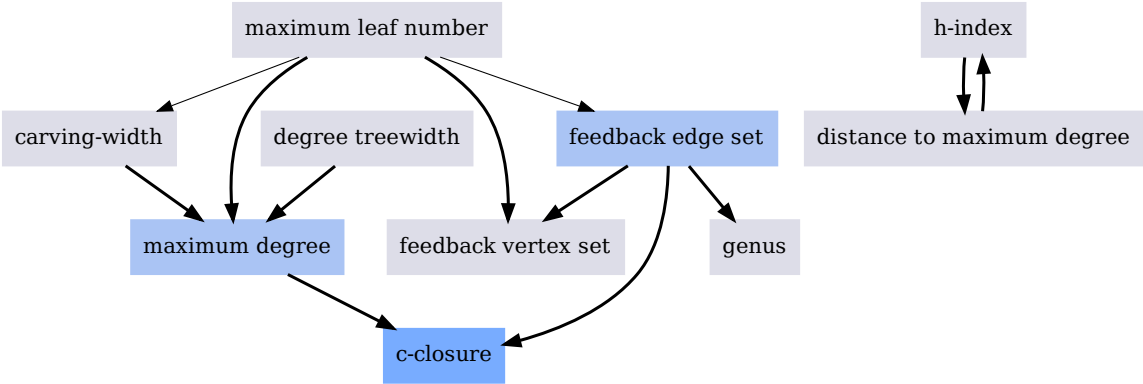 maximum leaf number
h-index
carving-width
degree treewidth
feedback edge set
distance to maximum degree
maximum degree
feedback vertex set
genus
c-closure